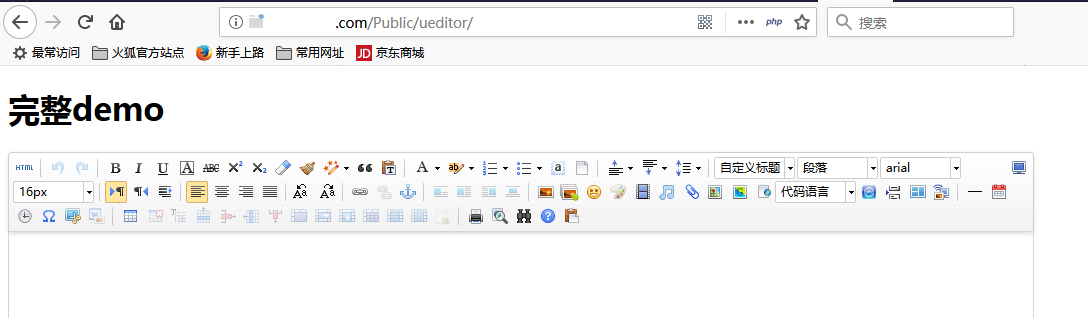 .com/Public/ueditor/
php
搜索
最常访问 火狐官方站点 新手上路 常用网址 JD 京东商城
完整demo
HTML B I U A ABC X² X₂ A ab a 自定义标题 段落 arial
16px 代码语言